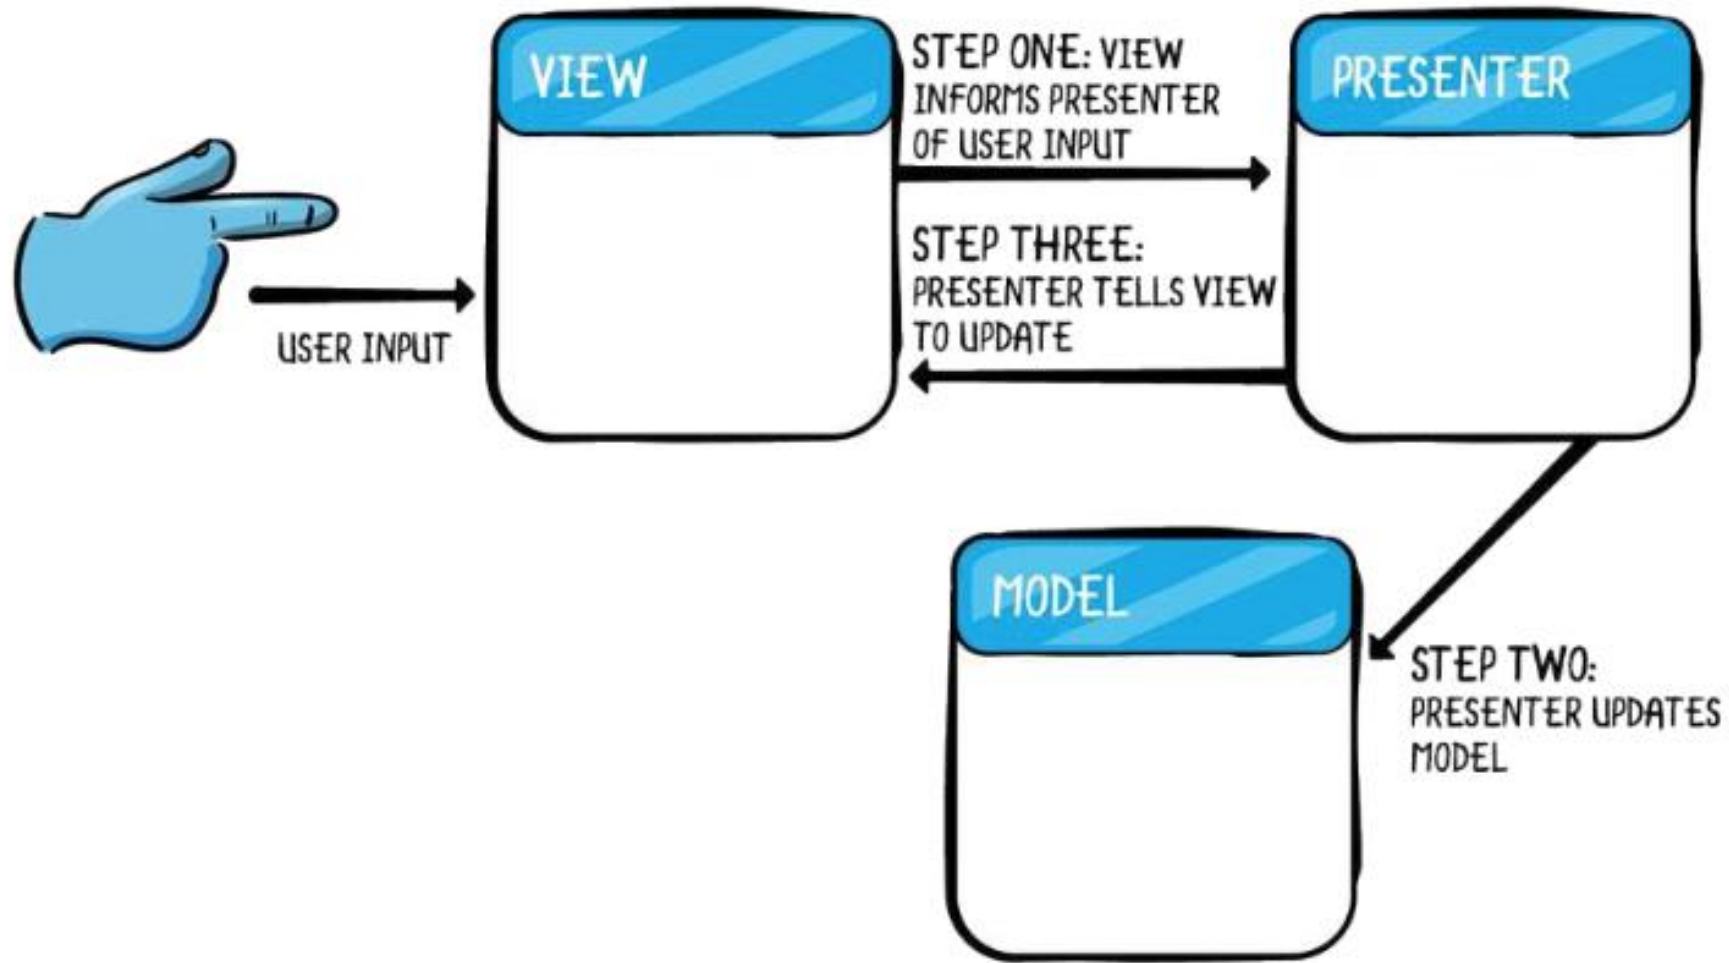 VIEW
STEP ONE: VIEW
INFORMS PRESENTER
OF USER INPUT
PRESENTER
STEP THREE:
PRESENTER TELLS VIEW
TO UPDATE
USER INPUT
MODEL
STEP TWO:
PRESENTER UPDATES
MODEL